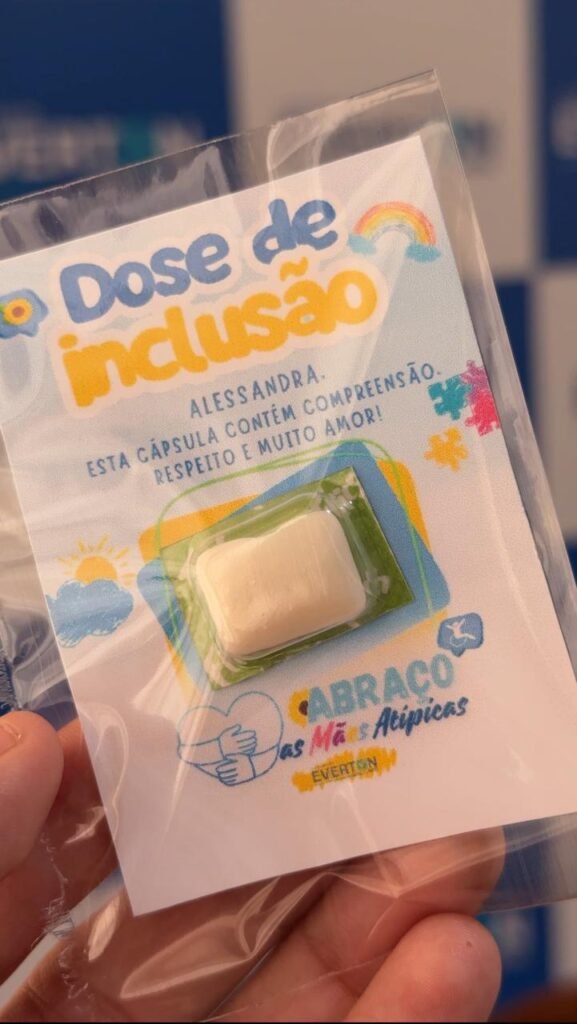 Dose de
inclusão
ALESSANDRA,
ESTA CÁPSULA CONTÉM COMPREENSÃO,
RESPEITO E MUITO AMOR!
ABRAÇO
as Mães Atípicas
EVERTON